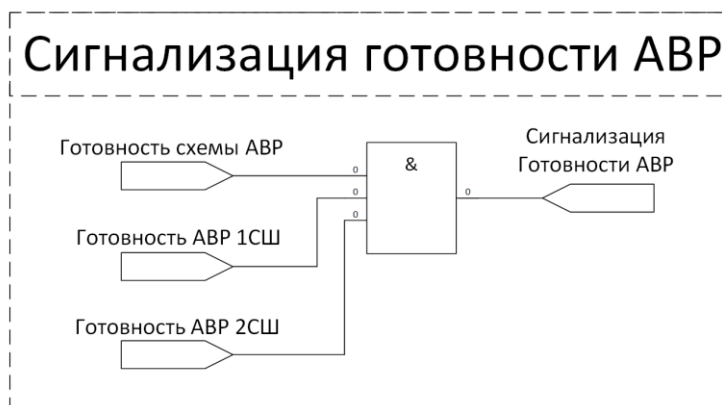 Сигнализация готовности АВР
Готовность схемы АВР
Сигнализация
Готовности АВР
&
0
0
0
0
Готовность АВР 1СШ
Готовность АВР 2СШ